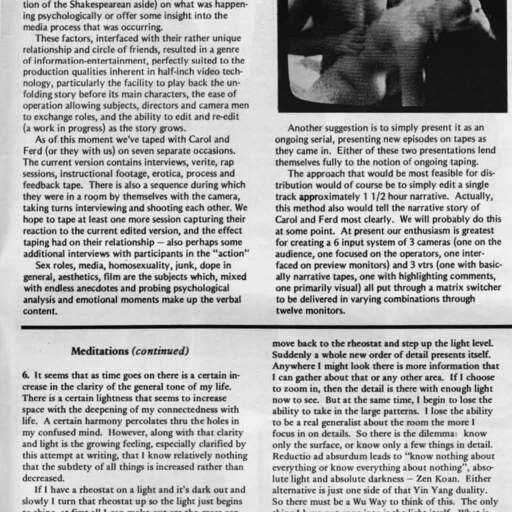 tion of the Shakespearean aside) on what was happen-
ing psychologically or offer some insight into the
media process that was occurring.
These factors, interfaced with their rather unique
relationship and circle of friends, resulted in a genre
of information-entertainment, perfectly suited to the
production qualities inherent in half-inch video tech-
nology, particularly the facility to play back the un-
folding story before its main characters, the ease of
operation allowing subjects, directors and camera men
to exchange roles, and the ability to edit and re-edit
(a work in progress) as the story grows.
As of this moment we've taped with Carol and
Ferd (or they with us) on seven separate occasions.
The current version contains interviews, verite, rap
sessions, instructional footage, erotica, process and
feedback tape. There is also a sequence during which
they were in a room by themselves with the camera,
taking turns interviewing and shooting each other. We
hope to tape at least one more session capturing their
reaction to the current edited version, and the effect
taping had on their relationship — also perhaps some
additional interviews with participants in the "action"
Sex roles, media, homosexuality, junk, dope in
general, aesthetics, film are the subjects which, mixed
with endless anecdotes and probing psychological
analysis and emotional moments make up the verbal
content.
Another suggestion is to simply present it as an
ongoing serial, presenting new episodes on tapes as
they came in. Either of these two presentations lend
themselves fully to the notion of ongoing taping.
The approach that would be most feasible for dis-
tribution would of course be to simply edit a single
track approximately 1 1/2 hour narrative. Actually,
this method also would tell the narrative story of
Carol and Ferd most clearly. We will probably do this
at some point. At present our enthusiasm is greatest
for creating a 6 input system of 3 cameras (one on the
audience, one focused on the operators, one inter-
faced on preview monitors) and 3 vtrs (one with basic-
ally narrative tapes, one with highlighting comments,
one primarily visual) all put through a matrix switcher
to be delivered in varying combinations through
twelve monitors.
Meditations (continued)
6. It seems that as time goes on there is a certain in-
crease in the clarity of the general tone of my life.
There is a certain lightness that seems to increase
space with the deepening of my connectedness with
life. A certain harmony percolates thru the holes in
my confused mind. However, along with that clarity
and light is the growing feeling, especially clarified by
this attempt at writing, that I know relatively nothing
that the subtlety of all things is increased rather than
decreased.
If I have a rheostat on a light and it's dark and out
slowly I turn that rheostat up so the light just begins
move back to the rheostat and step up the light level.
Suddenly a whole new order of detail presents itself.
Anywhere I might look there is more information that
I can gather about that or any other area. If I choose
to zoom in, then the detail is there with enough light
now to see. But at the same time, I begin to lose the
ability to take in the large patterns. I lose the ability
to be a real generalist about the room the more I
focus in on details. So there is the dilemma: know
only the surface, or know only a few things in detail.
Reductio ad absurdum leads to "know nothing about
everything or know everything about nothing", abso-
lute light and absolute darkness – Zen Koan. Either
alternative is just one side of that Yin Yang duality.
So there must be a Wu Way to think of this. The only